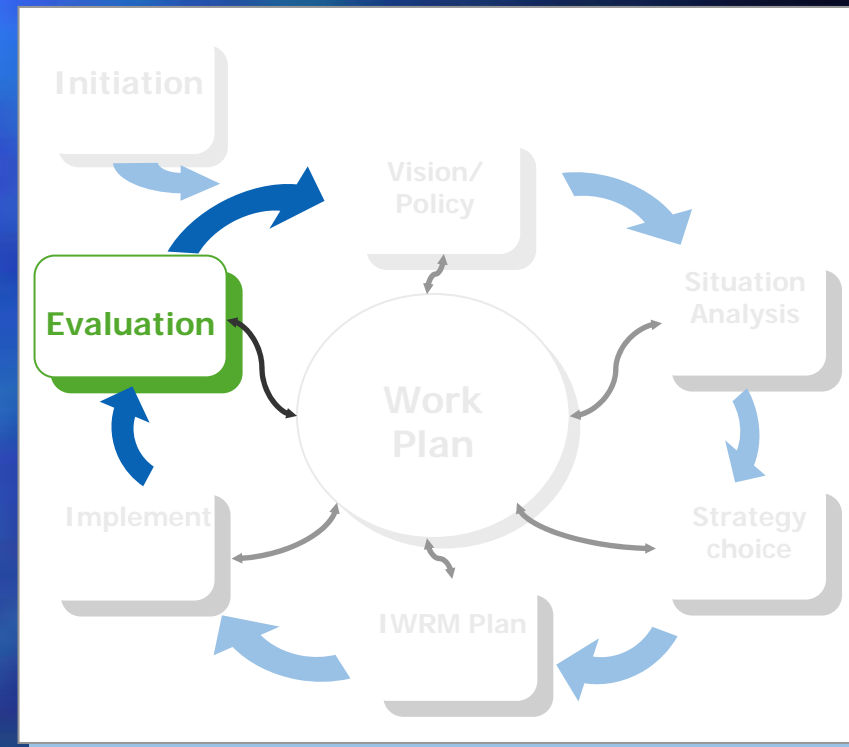 Initiation
Vision/
Policy
Situation
Analysis
Evaluation
Work
Plan
Implement
Strategy
choice
IWRM Plan